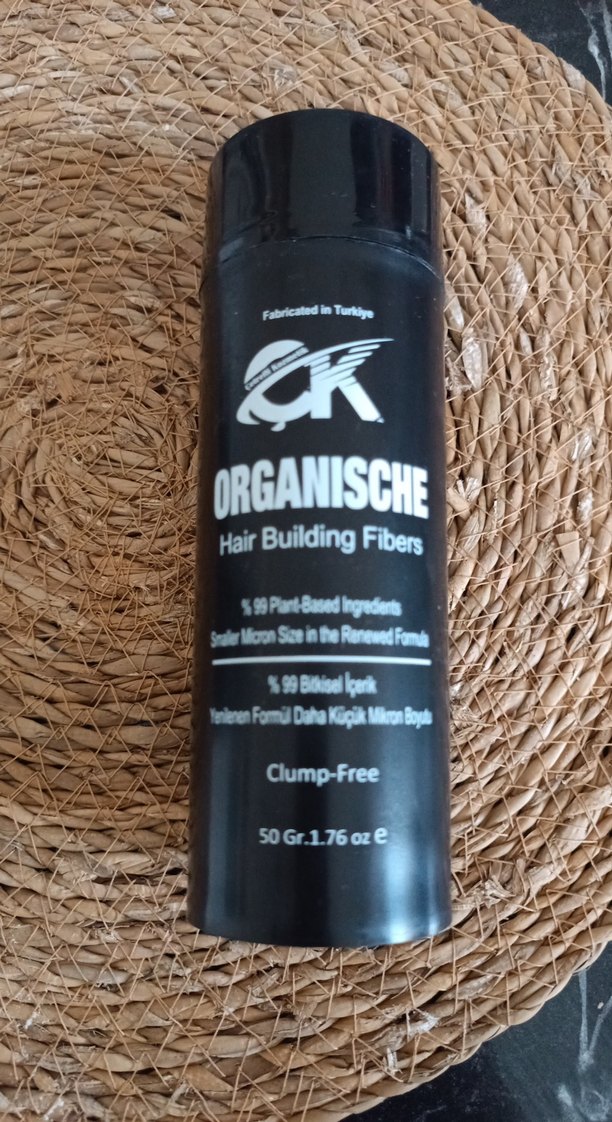 Fabricated in Turkiye
ÇK
ORGANISCHE
Hair Building Fibers
% 99 Plant-Based Ingredients
Smaller Micron Size in the Renewed Formula
% 99 Bitkisel İçerik
Yenilenen Formül Daha Küçük Mikron Boyutu
Clump-Free
50 Gr.1.76 oz e